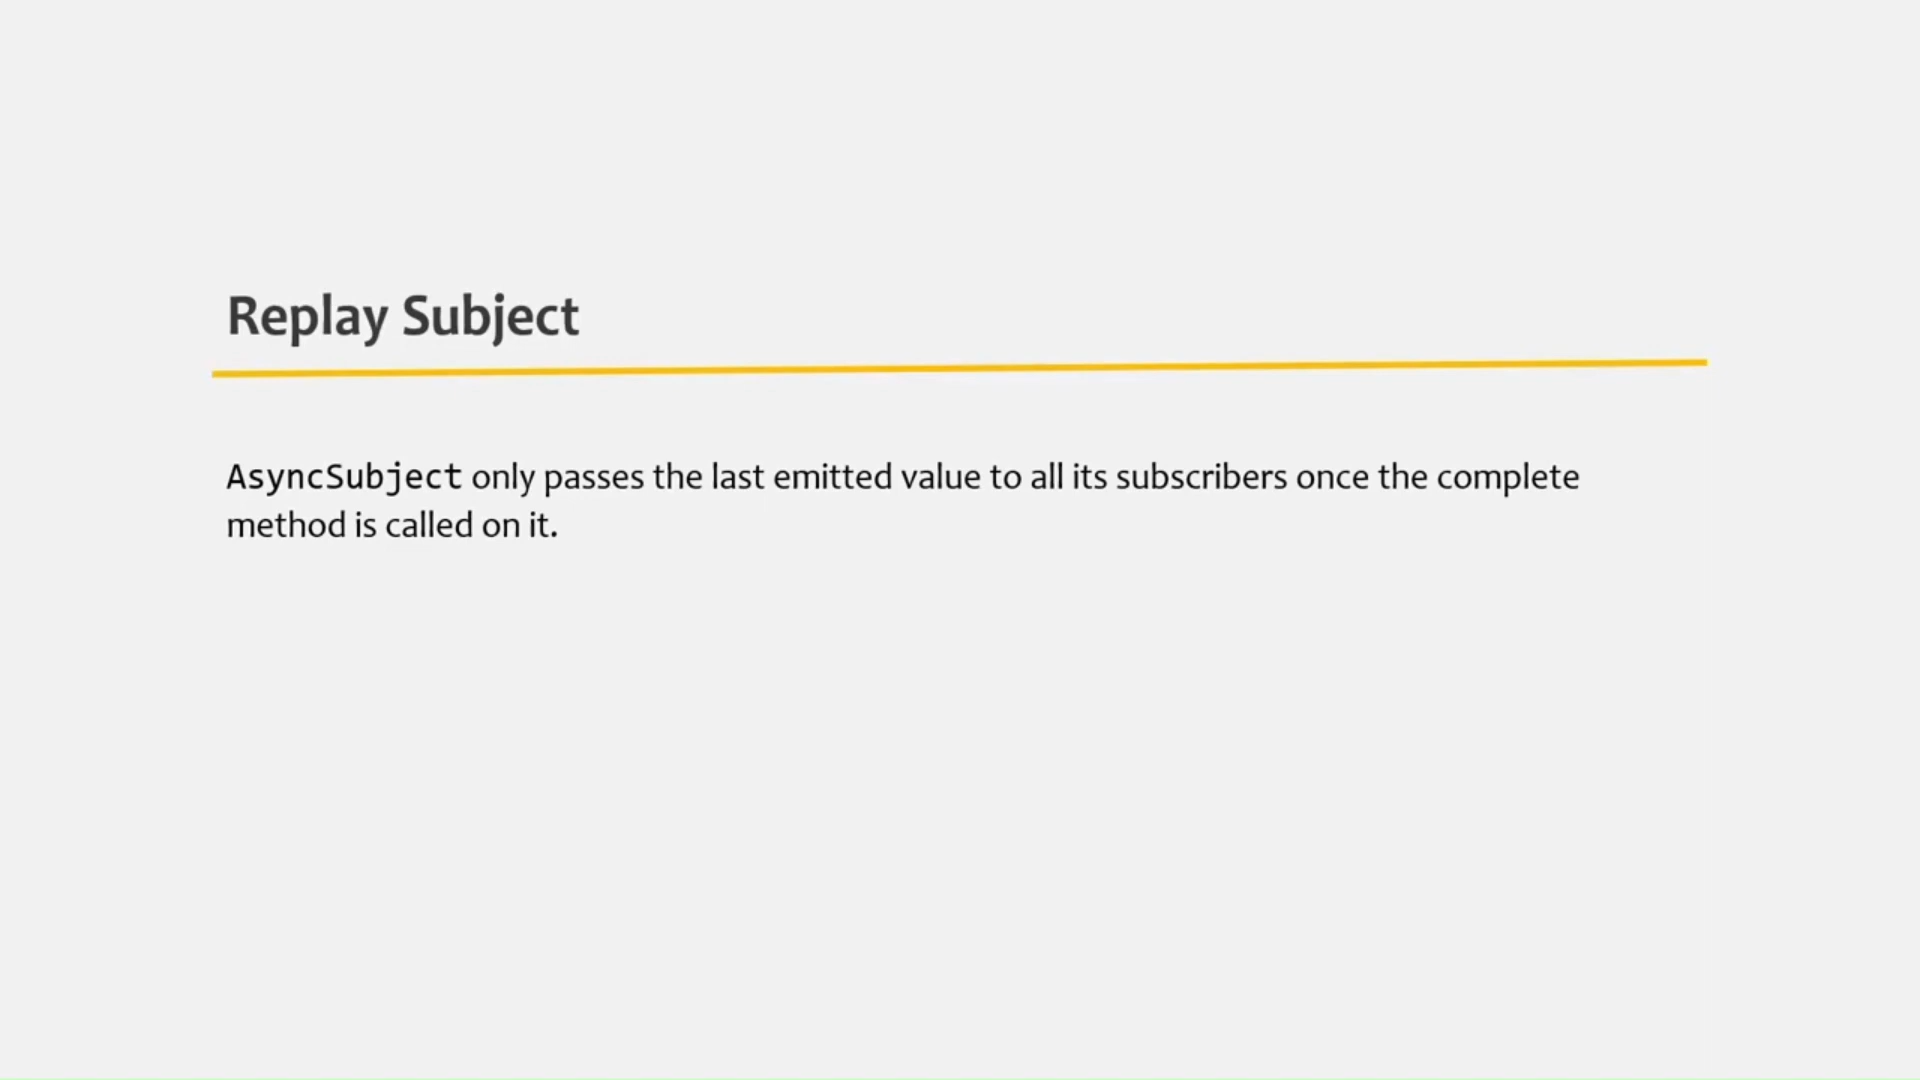 Replay Subject
AsyncSubject only passes the last emitted value to all its subscribers once the complete
method is called on it.